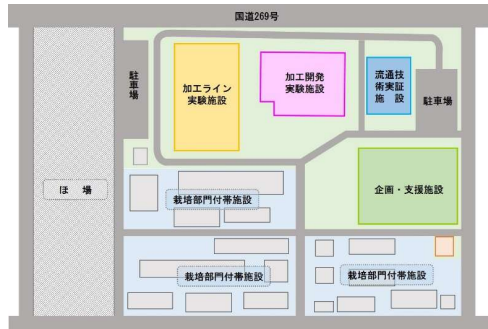 国道269号
駐車場
加工ライン
実験施設
加工開発
実験施設
流通技
術実証
施 設
駐車場
ほ 場
栽培部門付帯施設
企画・支援施設
栽培部門付帯施設
栽培部門付帯施設